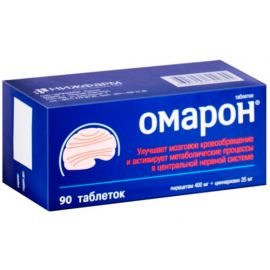 НИЖФАРМ
таблетки
омарон®
Улучшает мозговое кровообращение
и активирует метаболические процессы
в центральной нервной системе
90 таблеток
пирацетам 400 мг + циннаризин 25 мг